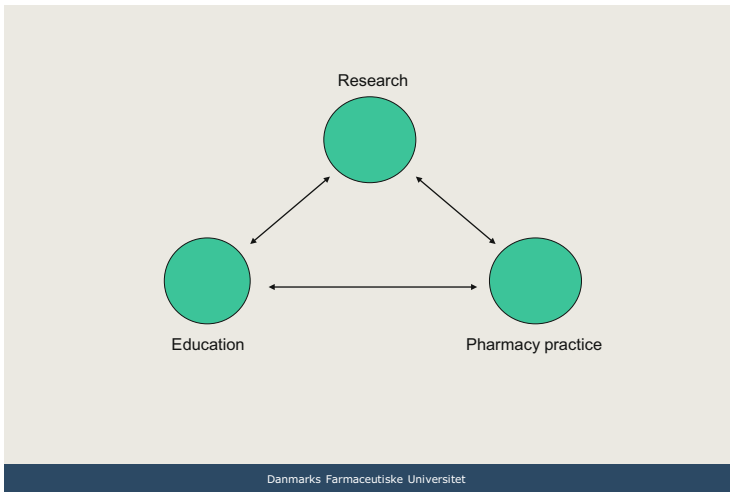 Research
Education
Pharmacy practice
Danmarks Farmaceutiske Universitet